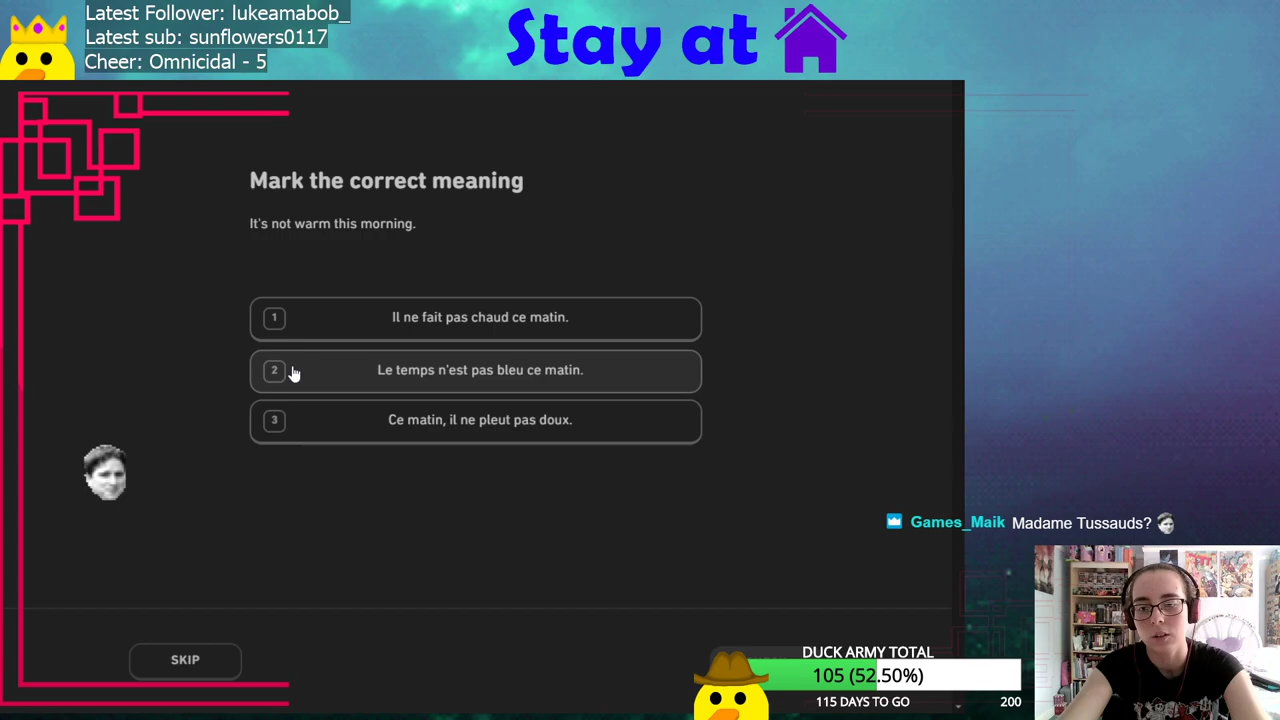 Latest Follower: lukeamabob_
Latest sub: sunflowers0117
Cheer: Omnicidal - 5
Stay at
Mark the correct meaning
It's not warm this morning.
1 Il ne fait pas chaud ce matin.
2 Le temps n'est pas bleu ce matin.
3 Ce matin, il ne pleut pas doux.
Games_Maik Madame Tussauds?
SKIP
DUCK ARMY TOTAL
105 (52.50%)
115 DAYS TO GO 200